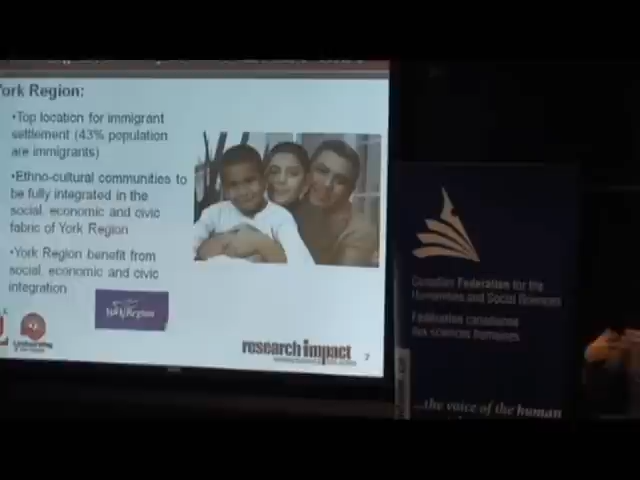 York Region:
•Top location for immigrant
settlement (43% population
are immigrants)
•Ethno-cultural communities to
be fully integrated in the
social, economic and civic
fabric of York Region
•York Region benefit from
social, economic and civic
integration
York Region
research impact
7
Canadian Federation for the
Humanities and Social Sciences
Fédération canadienne
des sciences humaines
...the voice of the human